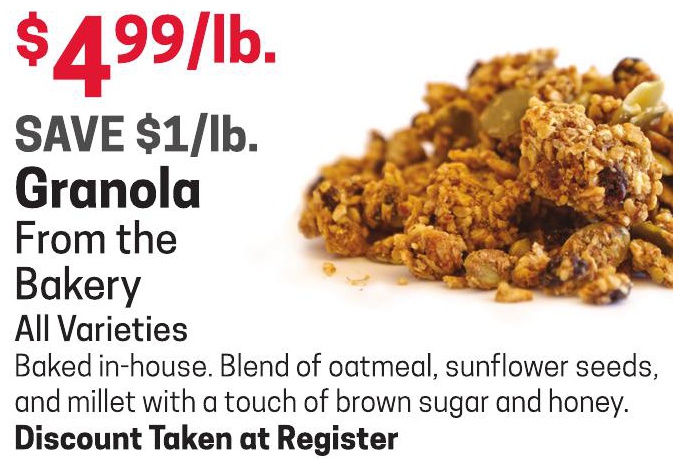 $4.99/lb.
SAVE $1/lb.
Granola
From the
Bakery
All Varieties
Baked in-house. Blend of oatmeal, sunflower seeds,
and millet with a touch of brown sugar and honey.
Discount Taken at Register